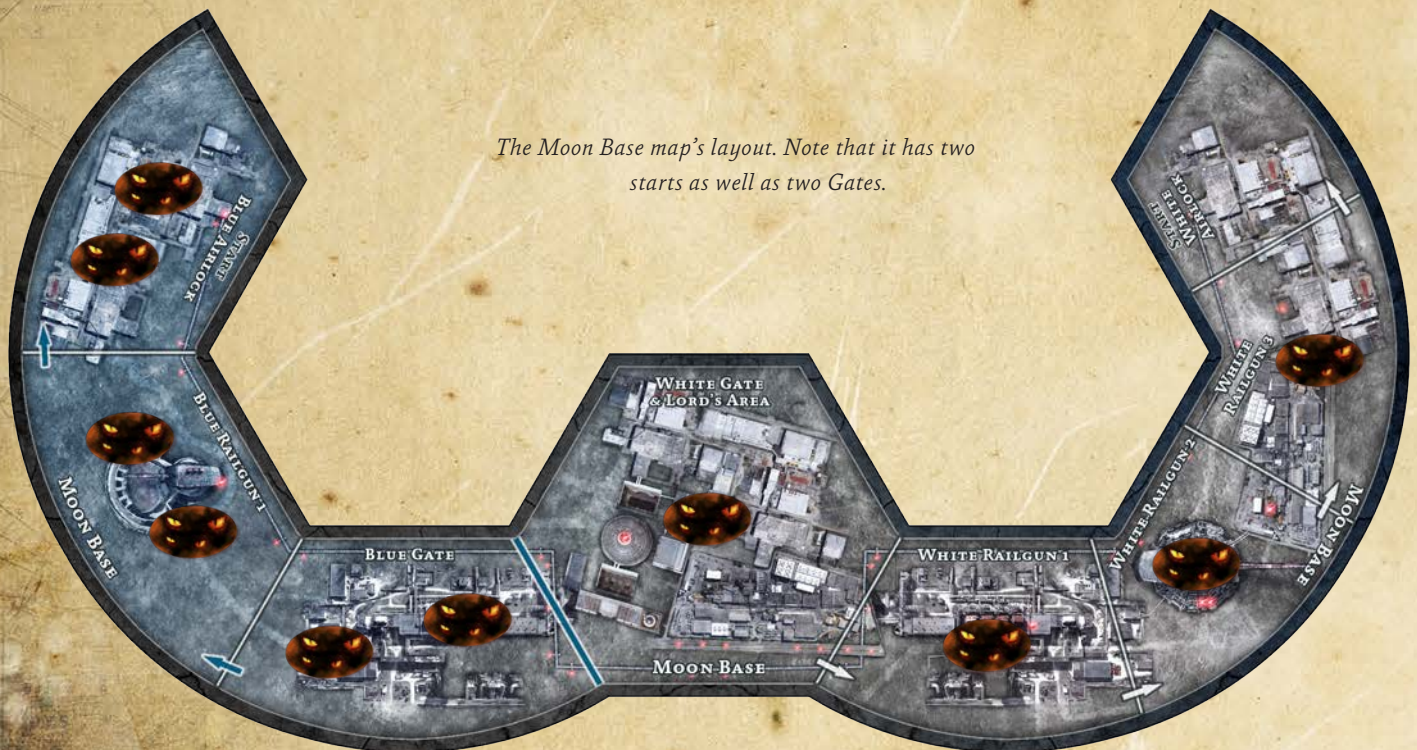 The Moon Base map's layout. Note that it has two
starts as well as two Gates.
START
BLUE AIRLOCK
BLUE RAILGUN 1
MOON BASE
BLUE GATE
WHITE GATE
& LORD'S AREA
MOON BASE
WHITE RAILGUN 1
WHITE RAILGUN 2
WHITE
RAILGUN 3
MOON BASE
START
WHITE
AIRLOCK